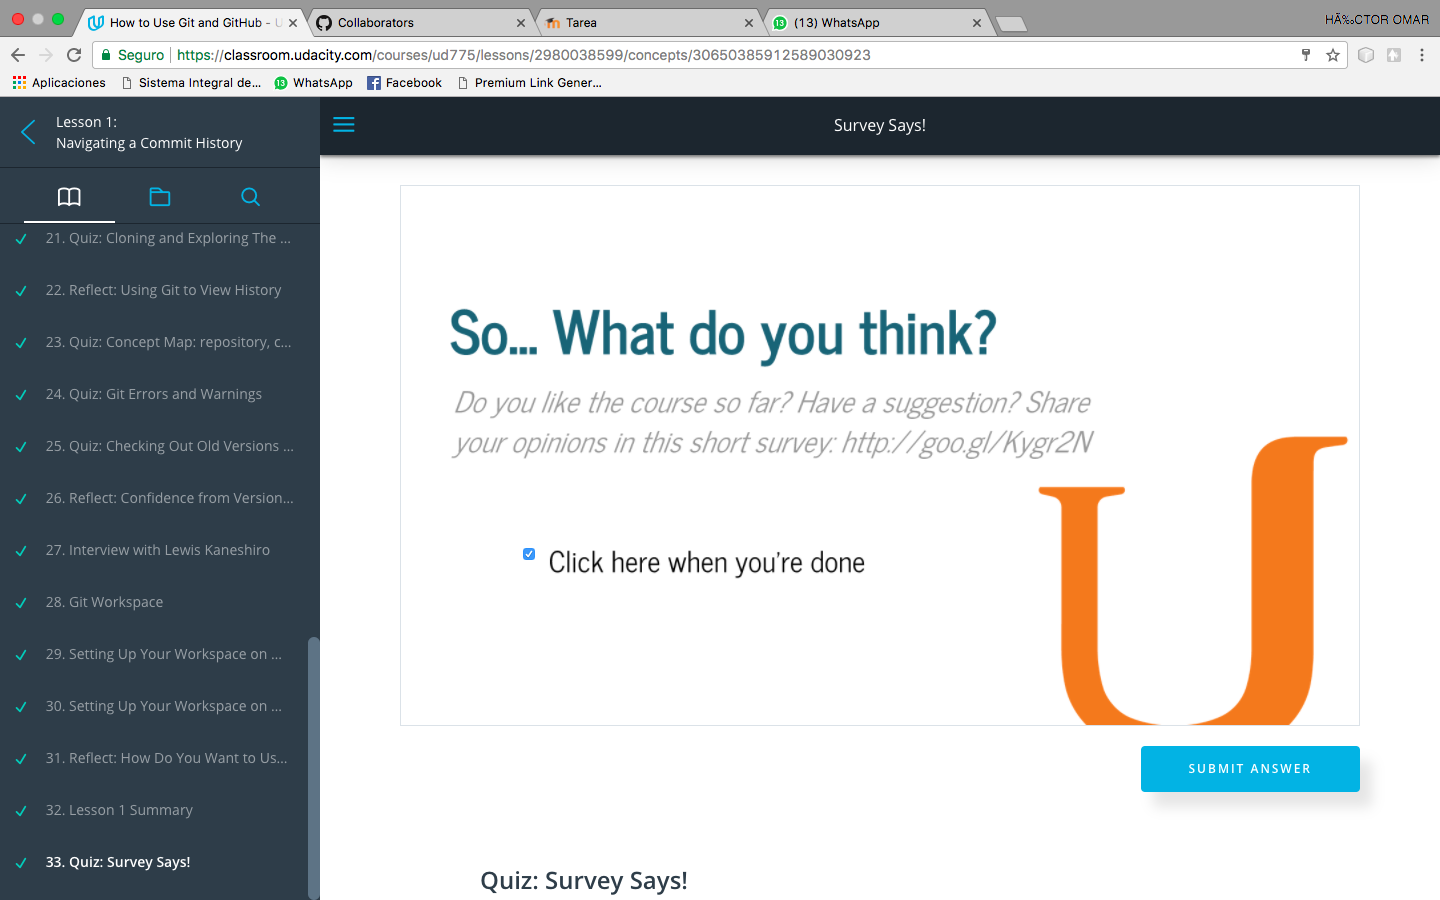 How to Use Git and GitHub - U
Collaborators
Tarea
13
(13) WhatsApp
HÃ‰CTOR OMAR
Seguro
https://classroom.udacity.com/courses/ud775/lessons/2980038599/concepts/30650385912589030923
Aplicaciones
Sistema Integral de...
13
WhatsApp
Facebook
Premium Link Gener...
Lesson 1:
Navigating a Commit History
Survey Says!
21. Quiz: Cloning and Exploring The ...
22. Reflect: Using Git to View History
23. Quiz: Concept Map: repository, c...
24. Quiz: Git Errors and Warnings
25. Quiz: Checking Out Old Versions ...
26. Reflect: Confidence from Version...
27. Interview with Lewis Kaneshiro
28. Git Workspace
29. Setting Up Your Workspace on ...
30. Setting Up Your Workspace on ...
31. Reflect: How Do You Want to Us...
32. Lesson 1 Summary
33. Quiz: Survey Says!
So... What do you think?
Do you like the course so far? Have a suggestion? Share
your opinions in this short survey: http://goo.gl/Kygr2N
Click here when you're done
SUBMIT ANSWER
Quiz: Survey Says!